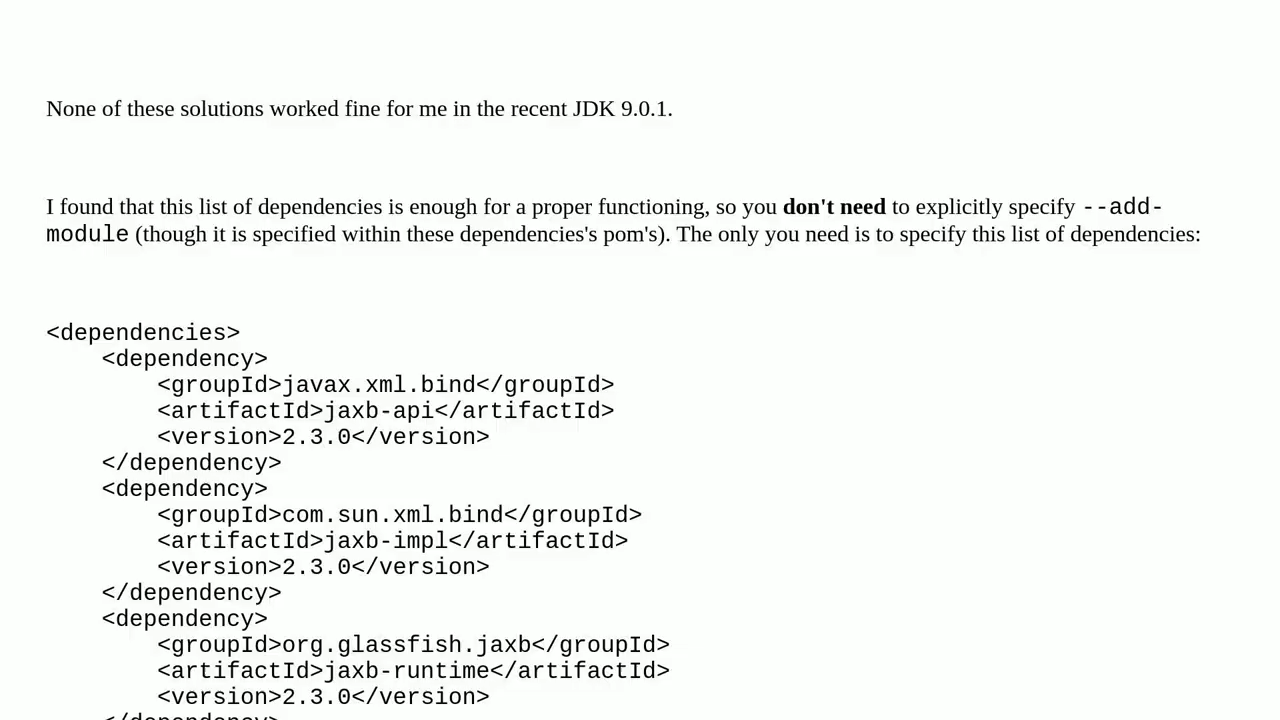 None of these solutions worked fine for me in the recent JDK 9.0.1.
I found that this list of dependencies is enough for a proper functioning, so you don't need to explicitly specify --add-
module (though it is specified within these dependencies's pom's). The only you need is to specify this list of dependencies:
<dependencies>
    <dependency>
        <groupId>javax.xml.bind</groupId>
        <artifactId>jaxb-api</artifactId>
        <version>2.3.0</version>
    </dependency>
    <dependency>
        <groupId>com.sun.xml.bind</groupId>
        <artifactId>jaxb-impl</artifactId>
        <version>2.3.0</version>
    </dependency>
    <dependency>
        <groupId>org.glassfish.jaxb</groupId>
        <artifactId>jaxb-runtime</artifactId>
        <version>2.3.0</version>
    </dependency>